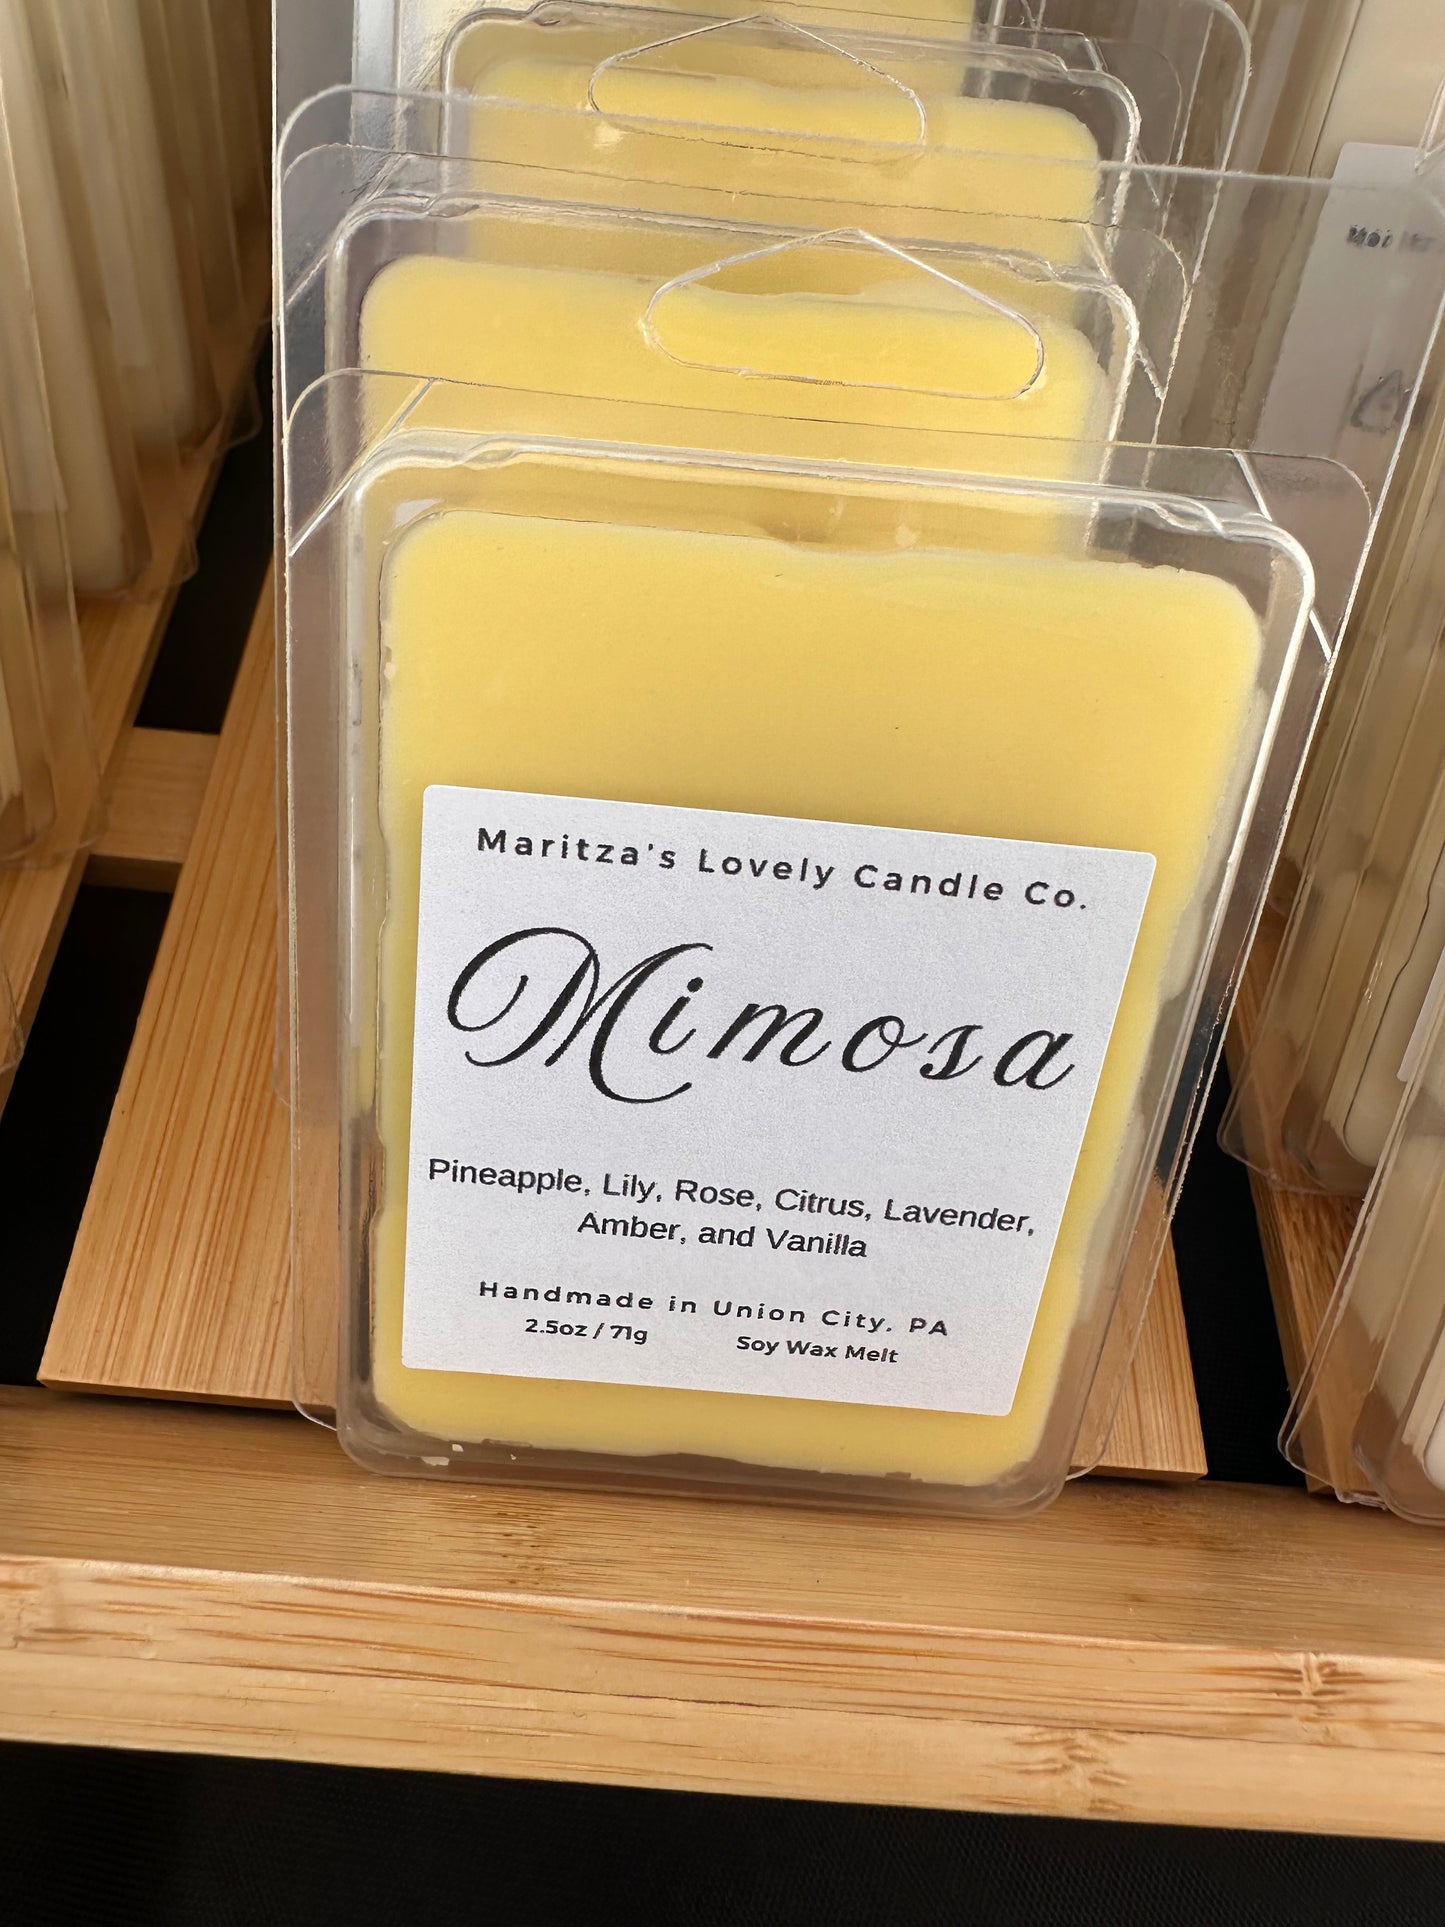 Maritza's Lovely Candle Co.
Mimosa
Pineapple, Lily, Rose, Citrus, Lavender,
Amber, and Vanilla
Handmade in Union City, PA
2.5oz / 71g Soy Wax Melt